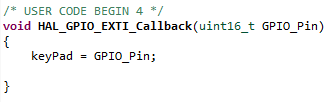 /* USER CODE BEGIN 4 */
void HAL_GPIO_EXTI_Callback(uint16_t GPIO_Pin)
{
    keyPad = GPIO_Pin;
}